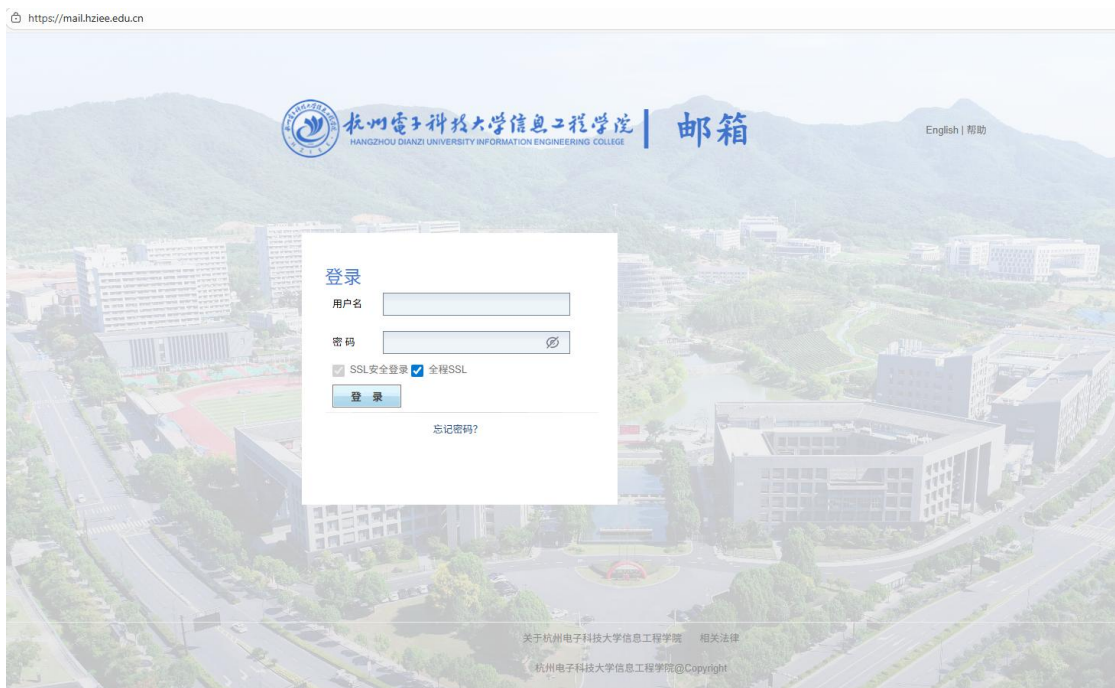 https://mail.hziee.edu.cn
杭州電子科技大学信息工程学院 | 邮箱
HANGZHOU DIANZI UNIVERSITY INFORMATION ENGINEERING COLLEGE
English | 帮助
登录
用户名
密码
SSL安全登录 全程SSL
登 录
忘记密码?
关于杭州电子科技大学信息工程学院 相关法律
杭州电子科技大学信息工程学院@Copyright